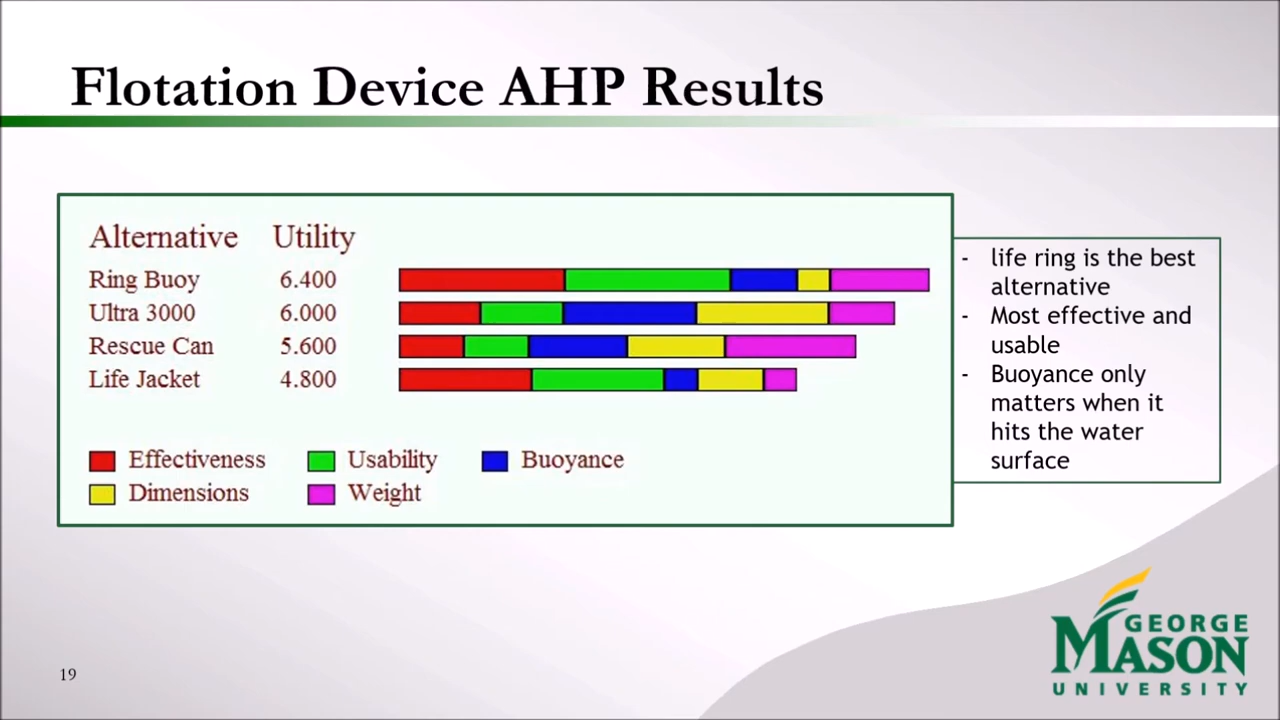 Flotation Device AHP Results
Alternative Utility
Ring Buoy 6.400
Ultra 3000 6.000
Rescue Can 5.600
Life Jacket 4.800
Effectiveness Usability Buoyance
Dimensions Weight
- life ring is the best
alternative
- Most effective and
usable
- Buoyance only
matters when it
hits the water
surface
19
GEORGE
MASON
UNIVERSITY